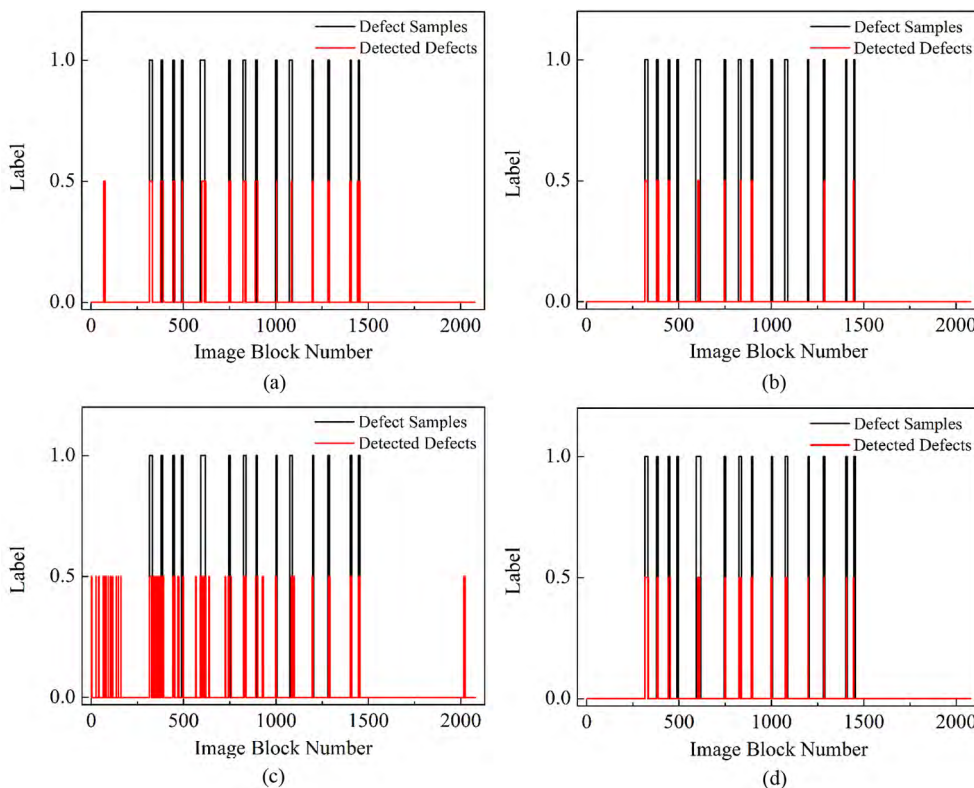 Defect Samples
Detected Defects
1.0
0.5
0.0
Label
0 500 1000 1500 2000
Image Block Number
(a)
Defect Samples
Detected Defects
1.0
0.5
0.0
Label
0 500 1000 1500 2000
Image Block Number
(b)
Defect Samples
Detected Defects
1.0
0.5
0.0
Label
0 500 1000 1500 2000
Image Block Number
(c)
Defect Samples
Detected Defects
1.0
0.5
0.0
Label
0 500 1000 1500 2000
Image Block Number
(d)